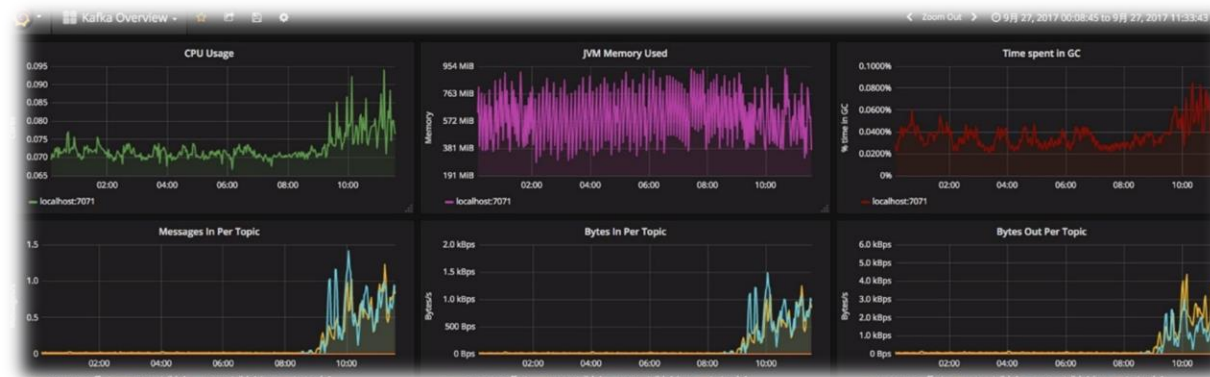 Kafka Overview
Zoom Out
9月 27, 2017 00:08:45 to 9月 27, 2017 11:33:43
CPU Usage
0.095
0.090
0.085
0.080
0.075
0.070
0.065
02:00 04:00 06:00 08:00 10:00
localhost:7071
JVM Memory Used
Memory
954 MiB
763 MiB
572 MiB
381 MiB
191 MiB
02:00 04:00 06:00 08:00 10:00
localhost:7071
Time spent in GC
% time in GC
0.1000%
0.0800%
0.0600%
0.0400%
0.0200%
0%
02:00 04:00 06:00 08:00 10:00
localhost:7071
Messages In Per Topic
1.5
1.0
0.5
0
02:00 04:00 06:00 08:00 10:00
Bytes In Per Topic
Bytes/s
2.0 kBps
1.5 kBps
1.0 kBps
500 Bps
0 Bps
02:00 04:00 06:00 08:00 10:00
Bytes Out Per Topic
Bytes/s
6.0 kBps
5.0 kBps
4.0 kBps
3.0 kBps
2.0 kBps
1.0 kBps
0 Bps
02:00 04:00 06:00 08:00 10:00